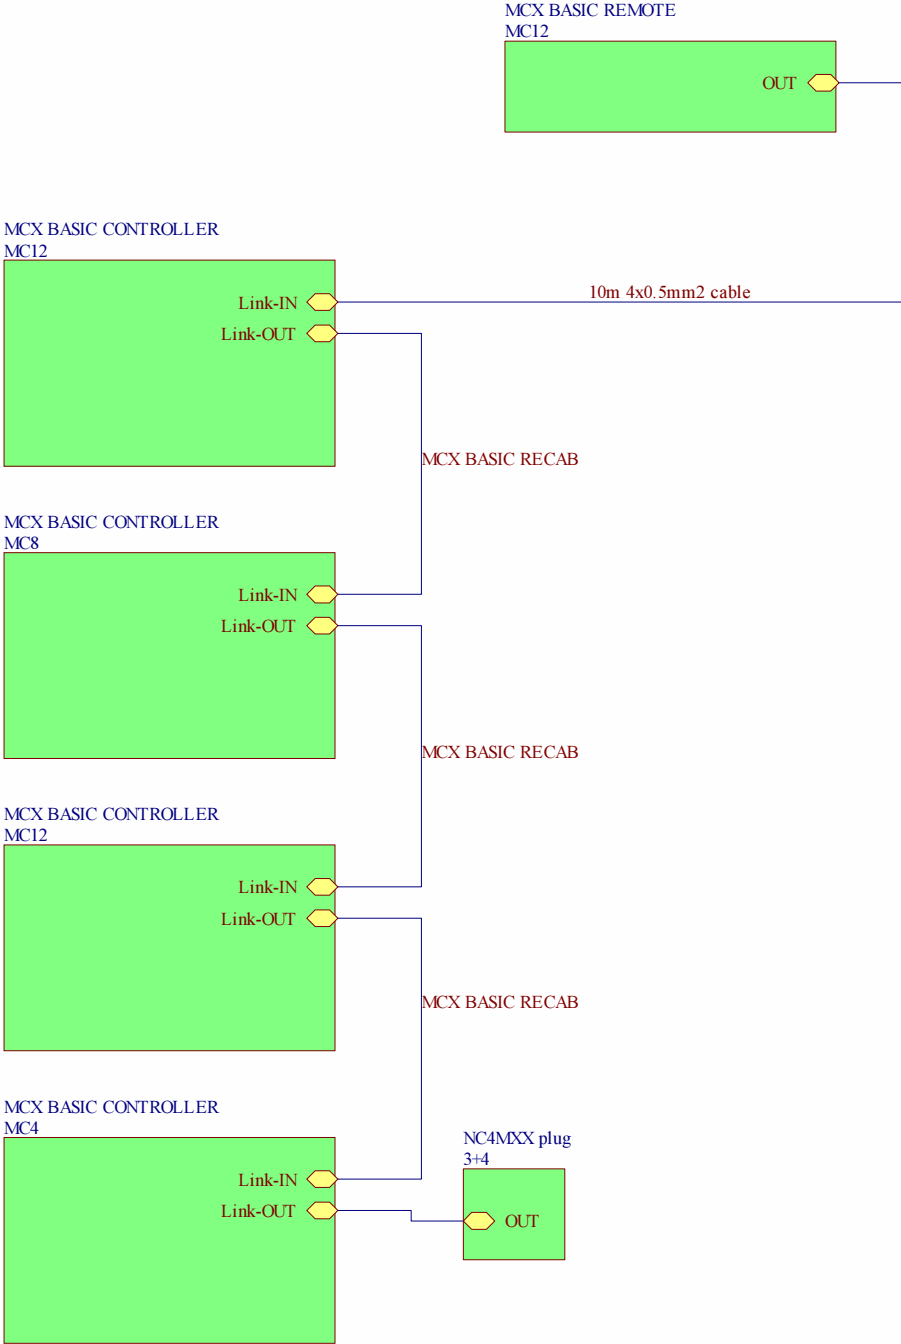 MCX BASIC REMOTE
MC12
OUT
MCX BASIC CONTROLLER
MC12
Link-IN
10m 4x0.5mm2 cable
Link-OUT
MCX BASIC RECAB
MCX BASIC CONTROLLER
MC8
Link-IN
Link-OUT
MCX BASIC RECAB
MCX BASIC CONTROLLER
MC12
Link-IN
Link-OUT
MCX BASIC RECAB
MCX BASIC CONTROLLER
MC4
Link-IN
Link-OUT
NC4MXX plug
3+4
OUT